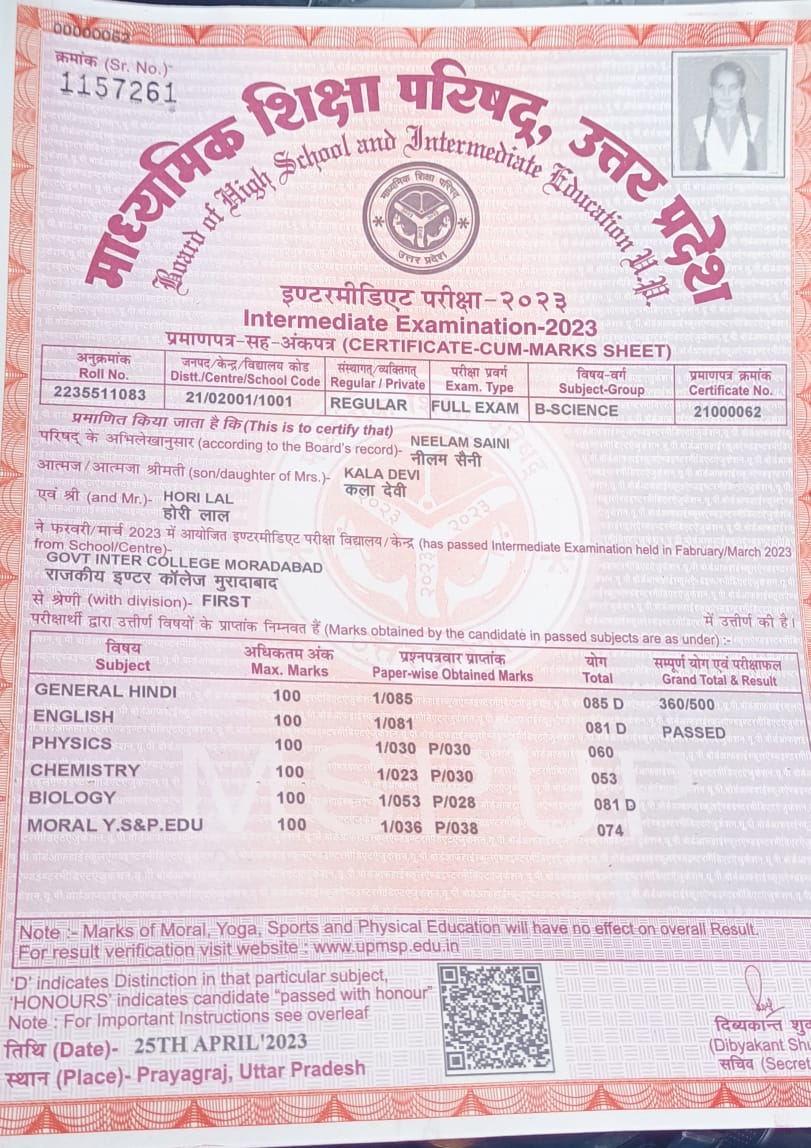 00000062
क्रमांक (Sr. No.)-
1157261
माध्यमिक शिक्षा परिषद्, उत्तर प्रदेश
Board of High School and Intermediate Education U.P.
माध्यमिक शिक्षा परिषद
उत्तर प्रदेश
इण्टरमीडिएट परीक्षा-२०२३
Intermediate Examination-2023
प्रमाणपत्र-सह-अंकपत्र (CERTIFICATE-CUM-MARKS SHEET)
अनुक्रमांक जनपद/केन्द्र/विद्यालय कोड संस्थागत/व्यक्तिगत् परीक्षा प्रवर्ग विषय-वर्ग प्रमाणपत्र क्रमांक
Roll No. Distt./Centre/School Code Regular / Private Exam. Type Subject-Group Certificate No.
2235511083 21/02001/1001 REGULAR FULL EXAM B-SCIENCE 21000062
प्रमाणित किया जाता है कि (This is to certify that)
परिषद् के अभिलेखानुसार (according to the Board's record)- NEELAM SAINI
नीलम सैनी
आत्मज/आत्मजा श्रीमती (son/daughter of Mrs.)- KALA DEVI
कला देवी
एवं श्री (and Mr.)- HORI LAL
होरी लाल
ने फरवरी/मार्च 2023 में आयोजित इण्टरमीडिएट परीक्षा विद्यालय/केन्द्र (has passed Intermediate Examination held in Fabruary/March 2023
from School/Centre)-
GOVT INTER COLLEGE MORADABAD
राजकीय इण्टर कॉलेज मुरादाबाद
से श्रेणी (with division)- FIRST में उत्तीर्ण की है।
परीक्षार्थी द्वारा उत्तीर्ण विषयों के प्राप्तांक निम्नवत हैं (Marks obtained by the candidate in passed subjects are as under) :-
विषय अधिकतम अंक प्रश्नपत्रवार प्राप्तांक योग सम्पूर्ण योग एवं परीक्षाफल
Subject Max. Marks Paper-wise Obtained Marks Total Grand Total & Result
GENERAL HINDI 100 1/085 085 D 360/500
ENGLISH 100 1/081 081 D PASSED
PHYSICS 100 1/030 P/030 060
CHEMISTRY 100 1/023 P/030 053
BIOLOGY 100 1/053 P/028 081 D
MORAL Y.S&P.EDU 100 1/036 P/038 074
MSPUP
Note :- Marks of Moral, Yoga, Sports and Physical Education will have no effect on overall Result.
For result verification visit website : www.upmsp.edu.in
'D' indicates Distinction in that particular subject,
'HONOURS' indicates candidate "passed with honour"
Note : For Important Instructions see overleaf
तिथि (Date)- 25TH APRIL'2023
स्थान (Place)- Prayagraj, Uttar Pradesh
दिब्यकान्त शु
(Dibyakant Shu
सचिव (Secret